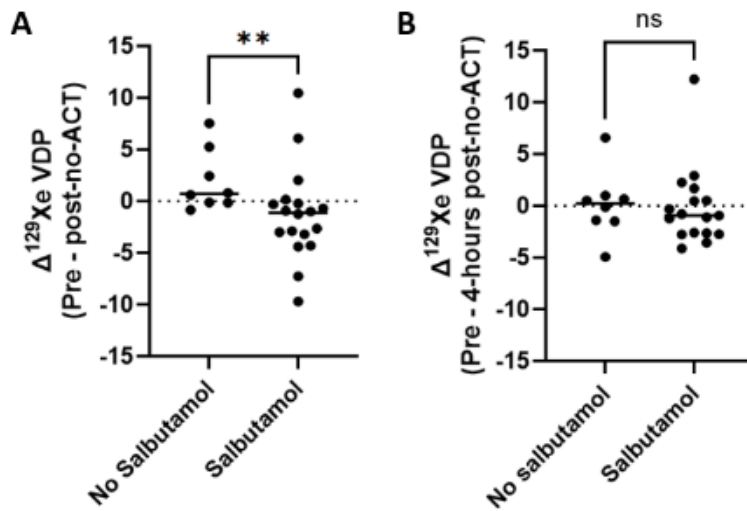 A
**
15
10
5
0
-5
-10
-15
Δ¹²⁹Xe VDP
(Pre - post-no-ACT)
No Salbutamol
Salbutamol
B
ns
15
10
5
0
-5
-10
-15
Δ¹²⁹Xe VDP
(Pre - 4-hours post-no-ACT)
No salbutamol
Salbutamol